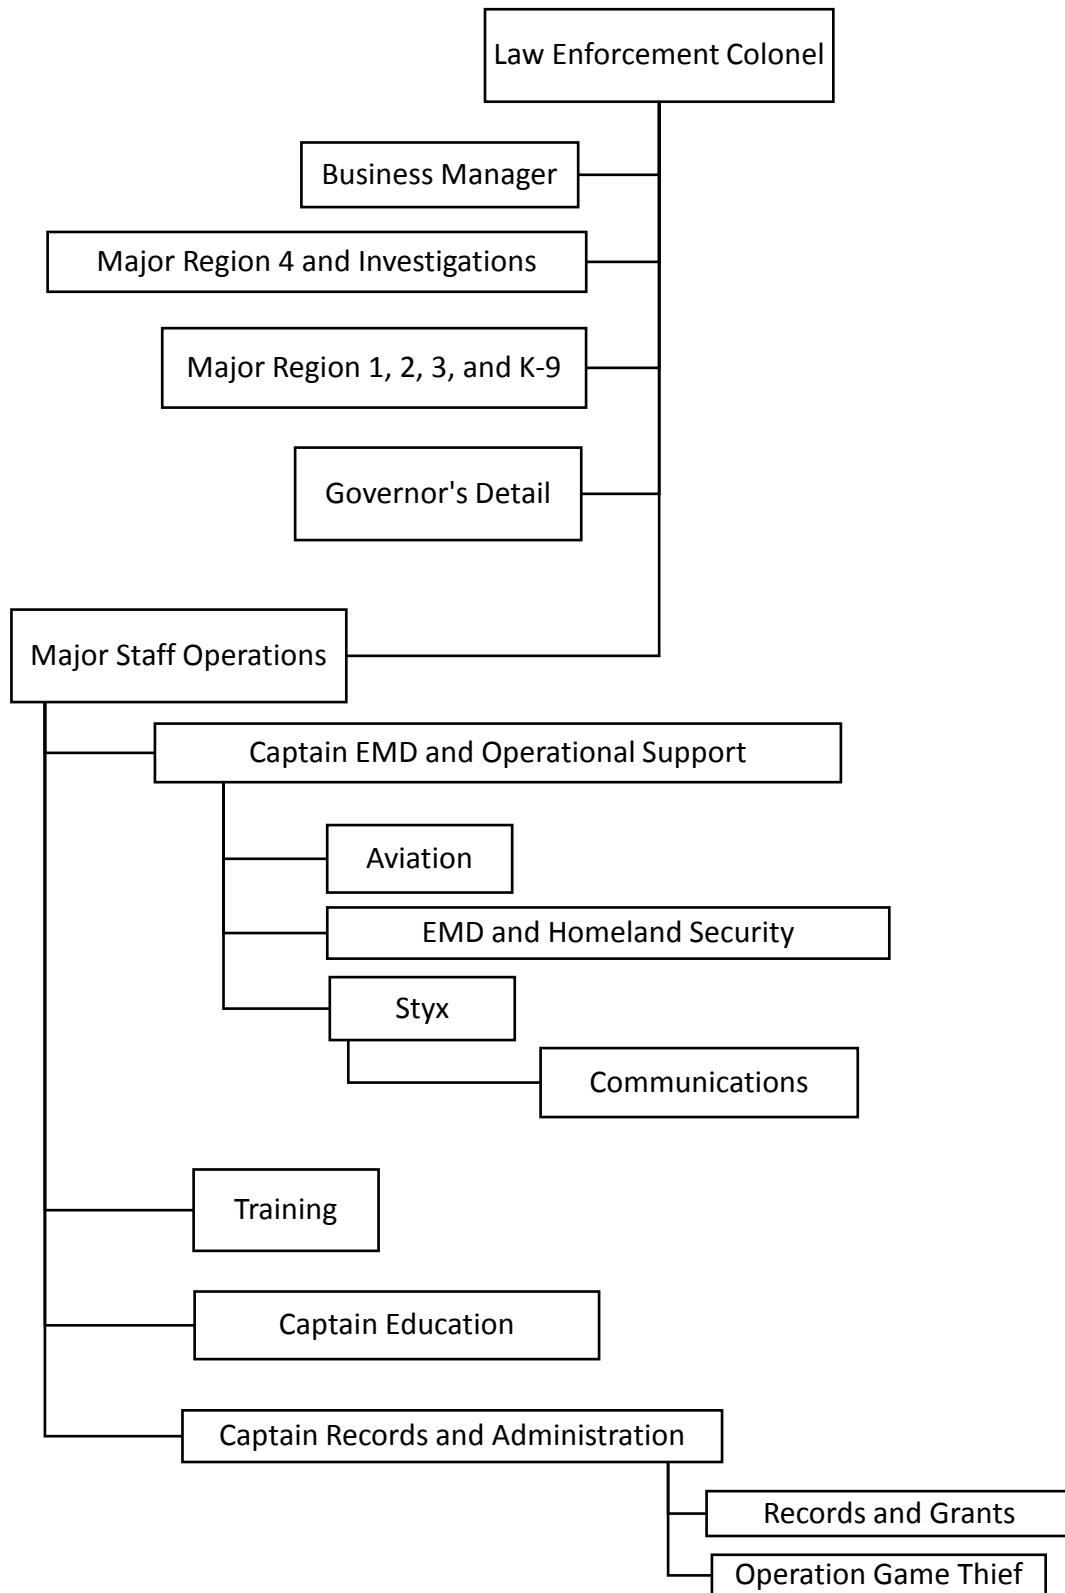 Law Enforcement Colonel
Business Manager
Major Region 4 and Investigations
Major Region 1, 2, 3, and K-9
Governor's Detail
Major Staff Operations
Captain EMD and Operational Support
Aviation
EMD and Homeland Security
Styx
Communications
Training
Captain Education
Captain Records and Administration
Records and Grants
Operation Game Thief